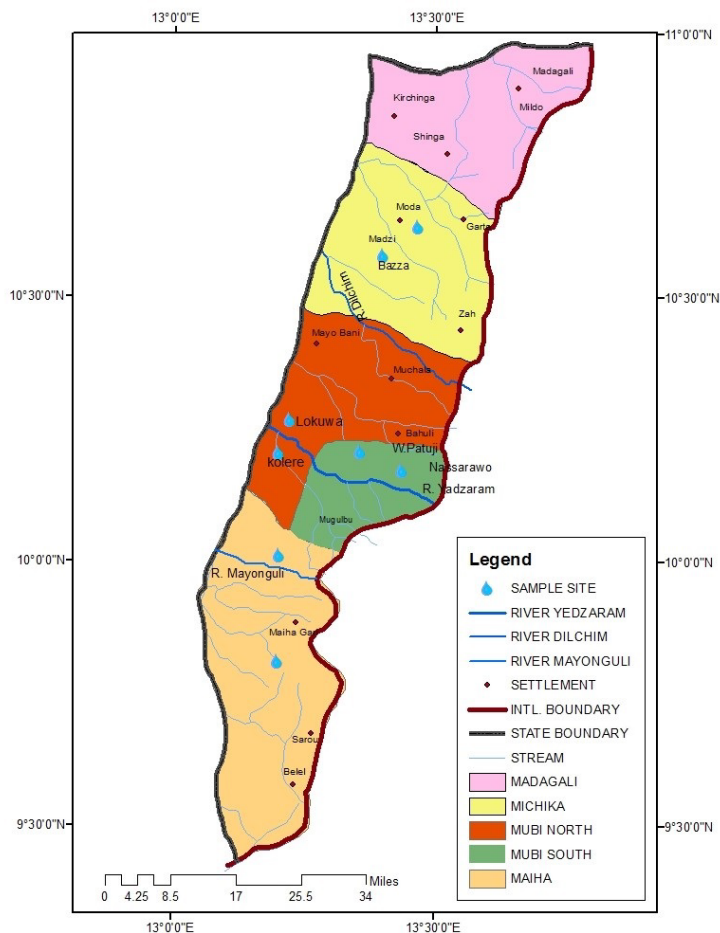 13°0'0"E
13°30'0"E
11°0'0"N
Madagali
Kirchinga
Mildo
Shinga
Moda
Garta
Madzi
Bazza
10°30'0"N
10°30'0"N
R.Dilchim
Zah
Mayo Bani
Muchala
Lokuwa
Bahuli
W.Patuji
kolere
Nassarawo
R. Yadzaram
Mugulbu
10°0'0"N
10°0'0"N
R. Mayonguli
Maiha Gar
Sarou
Belel
9°30'0"N
9°30'0"N
Legend
SAMPLE SITE
RIVER YEDZARAM
RIVER DILCHIM
RIVER MAYONGULI
SETTLEMENT
INTL. BOUNDARY
STATE BOUNDARY
STREAM
MADAGALI
MICHIKA
MUBI NORTH
MUBI SOUTH
MAIHA
Miles
0 4.25 8.5 17 25.5 34
13°0'0"E
13°30'0"E